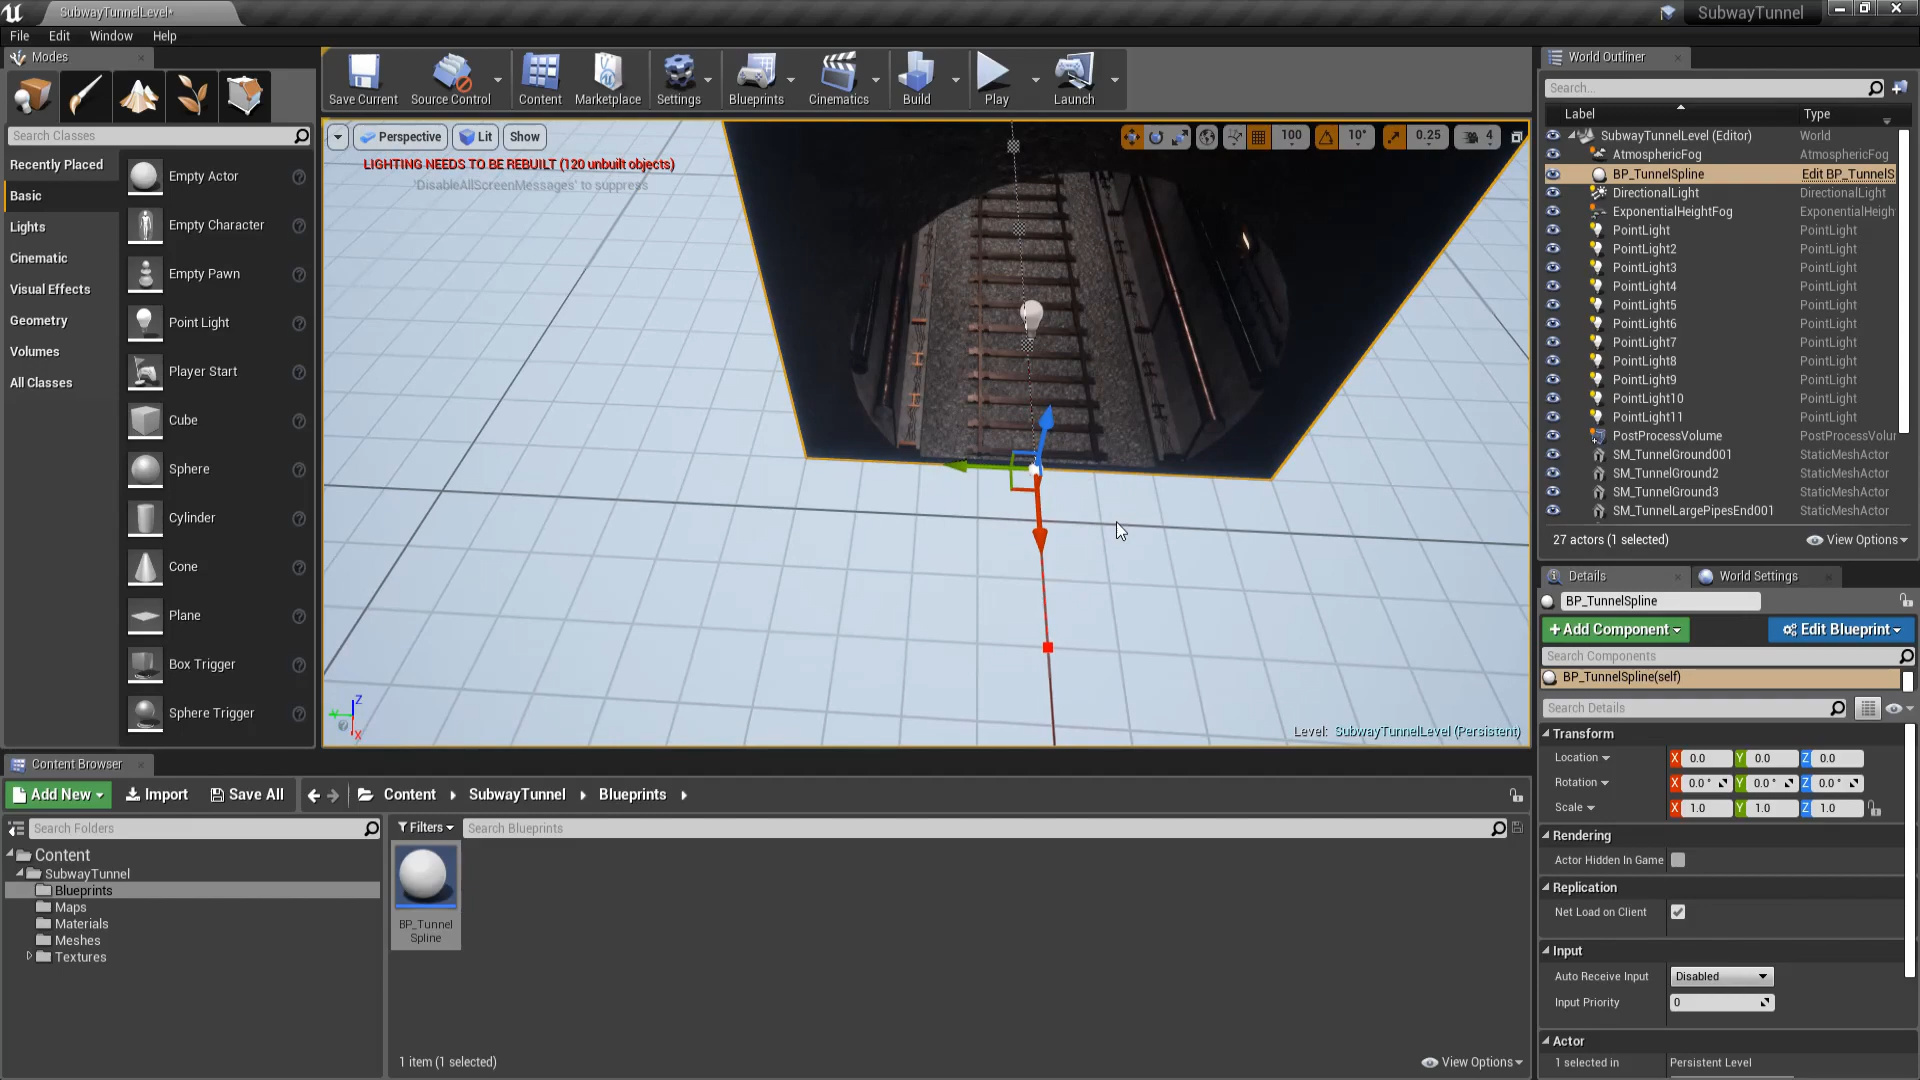 SubwayTunnelLevel*
SubwayTunnel
File Edit Window Help
Modes
Search Classes
Recently Placed
Basic
Lights
Cinematic
Visual Effects
Geometry
Volumes
All Classes
Empty Actor
Empty Character
Empty Pawn
Point Light
Player Start
Cube
Sphere
Cylinder
Cone
Plane
Box Trigger
Sphere Trigger
Save Current Source Control Content Marketplace Settings Blueprints Cinematics Build Play Launch
Perspective Lit Show
100 10° 0.25 4
LIGHTING NEEDS TO BE REBUILT (120 unbuilt objects)
'DisableAllScreenMessages' to suppress
Z
Y
X
Level: SubwayTunnelLevel (Persistent)
World Outliner
Search...
Label Type
SubwayTunnelLevel (Editor) World
AtmosphericFog AtmosphericFog
BP_TunnelSpline Edit BP_TunnelS
DirectionalLight DirectionalLight
ExponentialHeightFog ExponentialHeigh
PointLight PointLight
PointLight2 PointLight
PointLight3 PointLight
PointLight4 PointLight
PointLight5 PointLight
PointLight6 PointLight
PointLight7 PointLight
PointLight8 PointLight
PointLight9 PointLight
PointLight10 PointLight
PointLight11 PointLight
PostProcessVolume PostProcessVolur
SM_TunnelGround001 StaticMeshActor
SM_TunnelGround2 StaticMeshActor
SM_TunnelGround3 StaticMeshActor
SM_TunnelLargePipesEnd001 StaticMeshActor
27 actors (1 selected) View Options
Details World Settings
BP_TunnelSpline
+Add Component Edit Blueprint
Search Components
BP_TunnelSpline(self)
Search Details
Transform
Location X 0.0 Y 0.0 Z 0.0
Rotation X 0.0 ° Y 0.0 ° Z 0.0 °
Scale X 1.0 Y 1.0 Z 1.0
Rendering
Actor Hidden In Game
Replication
Net Load on Client
Input
Auto Receive Input Disabled
Input Priority 0
Actor
1 selected in Persistent Level
Content Browser
Add New Import Save All Content SubwayTunnel Blueprints
Search Folders
Content
SubwayTunnel
Blueprints
Maps
Materials
Meshes
Textures
Filters Search Blueprints
BP_Tunnel
Spline
1 item (1 selected) View Options